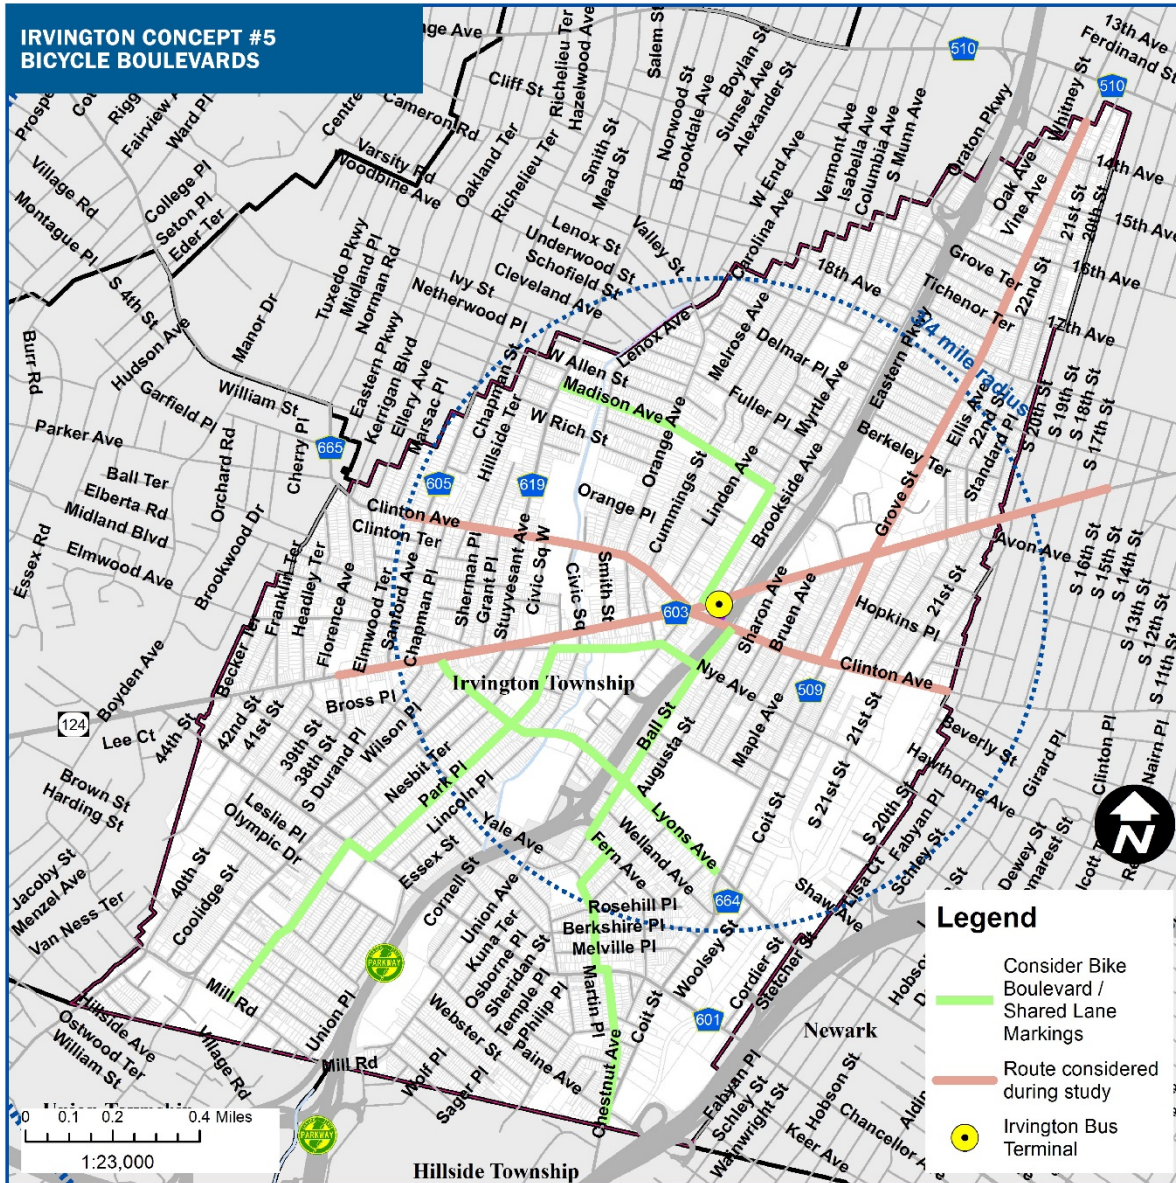 IRVINGTON CONCEPT #5
BICYCLE BOULEVARDS
Salem St
Cliff St
Richelieu Ter
Hazelwood Ave
Norwood St
Brookdale Ave
Boylan St
Sunset Ave
Alexander St
510
13th Ave
Ferdinand St
510
Whitney St
Fairview Av
Ward Pl
Cameron Rd
Varsity Rd
Woodbine Ave
Oakland Ter
Richelieu Ter
Smith St
Mead St
W End Ave
Vermont Ave
Isabella Ave
Columbia Ave
S Munn Ave
Oraton Pkwy
Oak Ave
Vine Ave
14th Ave
15th Ave
16th Ave
17th Ave
21st St
20th St
22nd St
Village Rd
Montague Pl
College Pl
Seton Pl
Eder Ter
S 4th St
Tuxedo Pkwy
Midland Pl
Norman Rd
Lenox St
Underwood St
Schofield St
Cleveland Ave
Valley St
Carolina Ave
18th Ave
Grove Ter
Tichenor Ter
Ivy St
Netherwood Pl
Manor Dr
Hudson Ave
Burr Rd
Garfield Pl
William St
Eastern Pkwy
Kerrigan Blvd
Ellery Ave
Marsac Pl
Chapman St
Hillside Ter
W Allen St
Madison Ave
W Rich St
Lenox Ave
Melrose Ave
Delmar Pl
Fuller Pl
Myrtle Ave
Eastern Pkwy
3/4 mile radius
Ellis Ave
22nd St
Standard Pl
S 20th St
S 19th St
S 18th St
S 17th St
Berkeley Ter
Parker Ave
Ball Ter
Elberta Rd
Midland Blvd
Elmwood Ave
Essex Rd
Orchard Rd
Cherry Pl
665
605
619
Orange Ave
Orange Pl
Cummings St
Linden Ave
Brookside Ave
Grove St
Clinton Ave
Clinton Ter
Brookwood Dr
Franklin Ter
Headley Ter
Florence Ave
Elmwood Ter
Sanford Ave
Chapman Pl
Sherman Pl
Grant Pl
Stuyvesant Ave
Civic Sq W
Civic Sq
Smith St
603
Sharon Ave
Bruen Ave
Avon Ave
S 16th St
S 15th St
S 14th St
S 13th St
S 12th St
S 11th St
21st St
Hopkins Pl
Clinton Ave
Becker Ter
Boyden Ave
124
Lee Ct
44th St
42nd St
41st St
39th St
38th St
S Durand Pl
Bross Pl
Wilson Pl
Irvington Township
Nye Ave
509
Ball St
Augusta St
Maple Ave
21st St
Beverly St
Hawthorne Ave
Girard Pl
Clinton Pl
Nairn Pl
N
Brown St
Harding St
Nesbit Ter
Park Pl
Lincoln Pl
Leslie Pl
Olympic Dr
Yale Ave
Essex St
Cornell St
Fern Ave
Welland Ave
Lyons Ave
Coit St
S 21st St
S 20th St
Fabyan Pl
Schley St
Lisa Ct
Shaw Ave
Dewey St
Jacoby St
Menzel Ave
Van Ness Ter
40th St
Coolidge St
Mill Rd
Union Ave
Kuna Ter
Osborne Pl
Sheridan St
Temple Pl
Philip Pl
Rosehill Pl
Berkshire Pl
Melville Pl
664
Woolsey St
Cordier St
Stetcher St
Martin Pl
Coit St
601
Newark
PARKWAY
Hillside Ave
Ostwood Ter
William St
Village Rd
Union Pl
Mill Rd
Webster St
Paine Ave
Wolf Pl
Sager Pl
Chestnut Ave
Fabyan Pl
Schley St
Wainwright St
Keer Ave
Hobson St
Chancellor
PARKWAY
Hillside Township
0 0.1 0.2 0.4 Miles
1:23,000
Legend
Consider Bike
Boulevard /
Shared Lane
Markings
Route considered
during study
Irvington Bus
Terminal